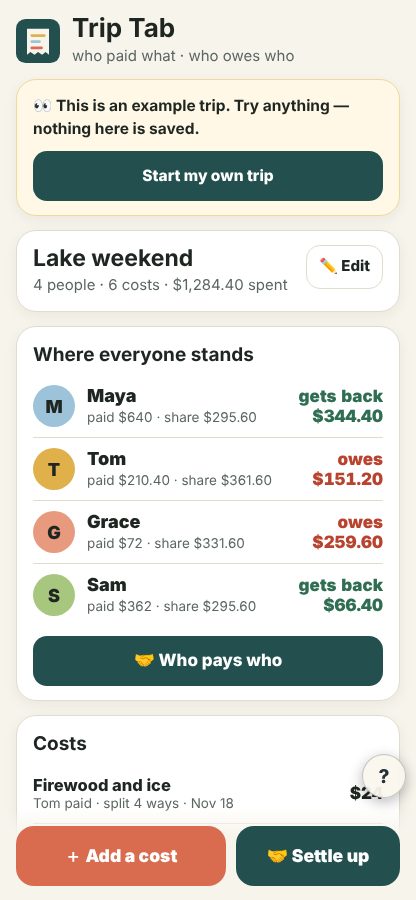 Trip Tab
who paid what · who owes who
👀 This is an example trip. Try anything —
nothing here is saved.
Start my own trip
Lake weekend
4 people · 6 costs · $1,284.40 spent
✏️ Edit
Where everyone stands
M
Maya
paid $640 · share $295.60
gets back
$344.40
T
Tom
paid $210.40 · share $361.60
owes
$151.20
G
Grace
paid $72 · share $331.60
owes
$259.60
S
Sam
paid $362 · share $295.60
gets back
$66.40
🤝 Who pays who
Costs
Firewood and ice
Tom paid · split 4 ways · Nov 18
?
+ Add a cost
🤝 Settle up